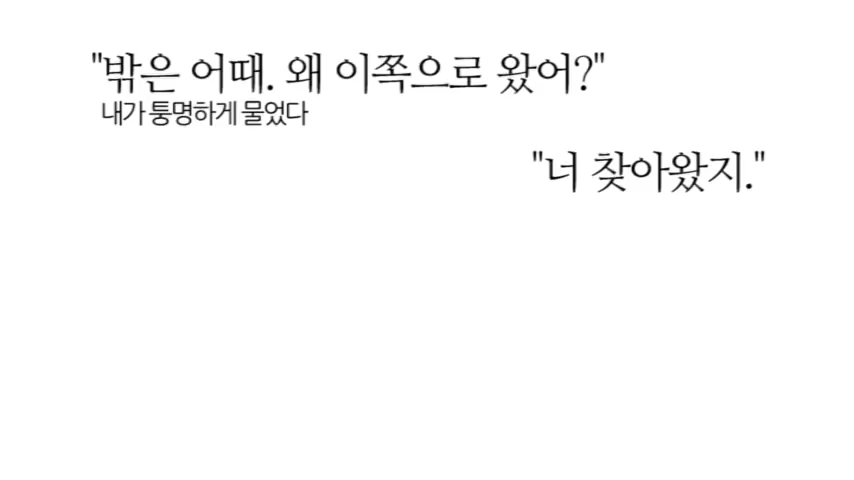 "밖은 어때. 왜 이쪽으로 왔어?"
내가 퉁명하게 물었다
"너 찾아왔지."